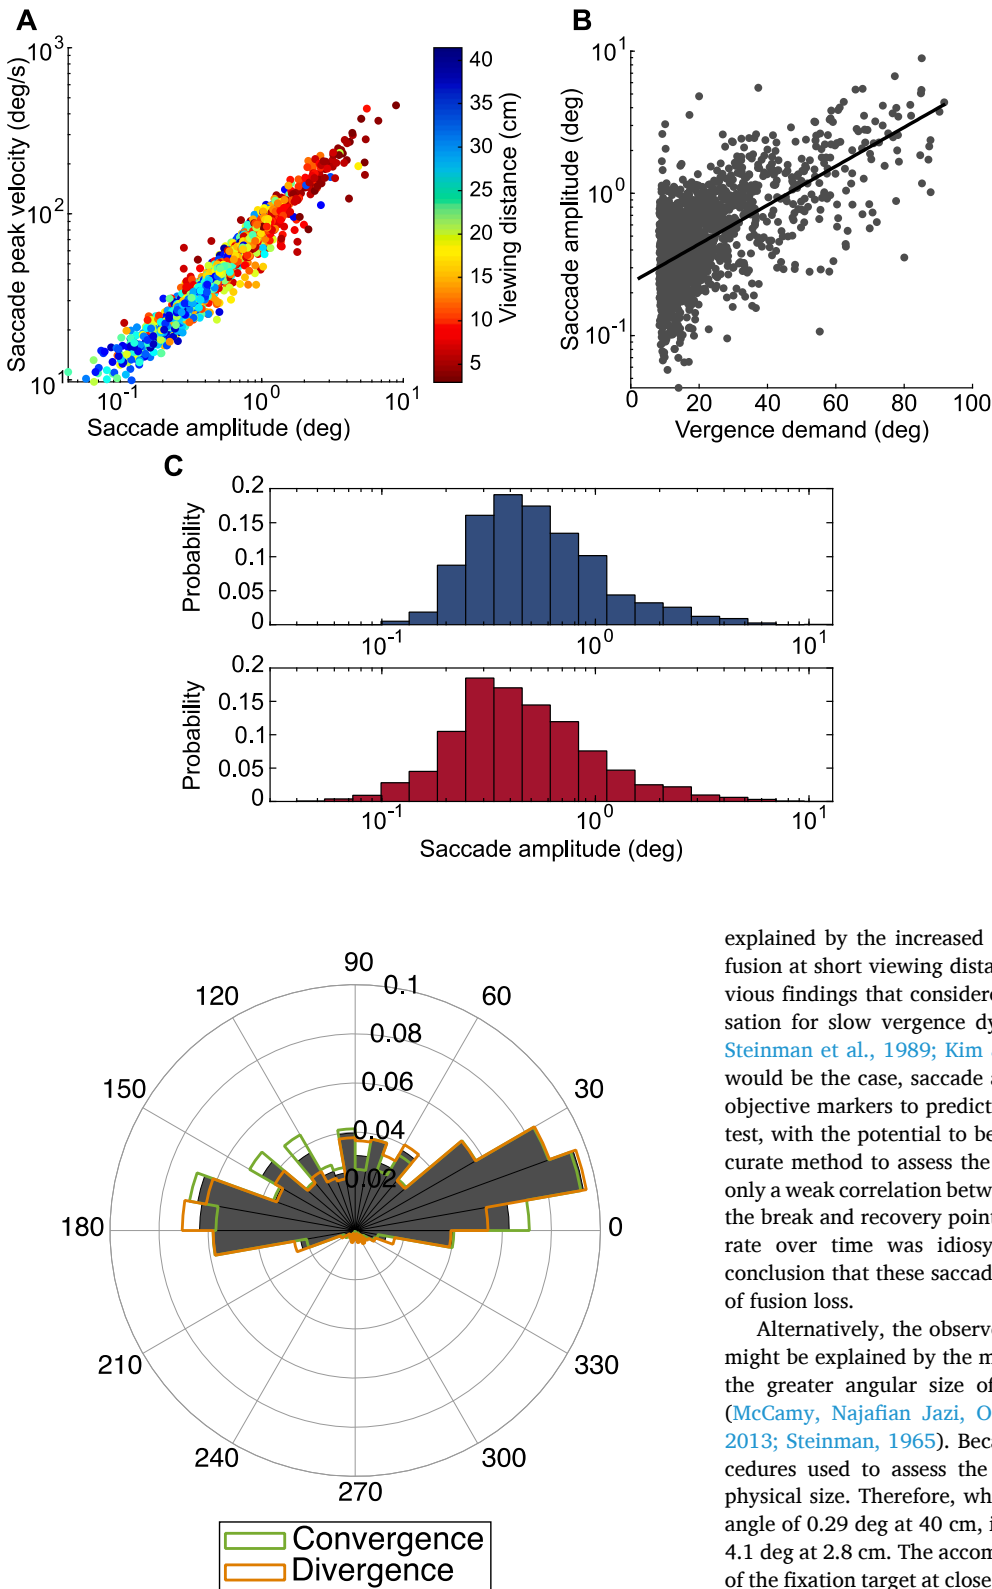 A
10^3
10^2
10^1
Saccade peak velocity (deg/s)
10^-1
10^0
10^1
Saccade amplitude (deg)
40
35
30
25
20
15
10
5
Viewing distance (cm)
B
10^1
10^0
10^-1
Saccade amplitude (deg)
0
20
40
60
80
100
Vergence demand (deg)
C
0.2
0.15
0.1
0.05
0
Probability
10^-1
10^0
10^1
0.2
0.15
0.1
0.05
0
Probability
10^-1
10^0
10^1
Saccade amplitude (deg)
90
120
60
150
30
180
0
210
330
240
300
270
0.1
0.08
0.06
0.04
0.02
Convergence
Divergence
explained by the increased
fusion at short viewing dista
vious findings that considere
sation for slow vergence dy
Steinman et al., 1989; Kim
would be the case, saccade a
objective markers to predict
test, with the potential to be
curate method to assess the
only a weak correlation betwe
the break and recovery point
rate over time was idiosy
conclusion that these saccad
of fusion loss.
Alternatively, the observe
might be explained by the m
the greater angular size of
(McCamy, Najafian Jazi, O
2013; Steinman, 1965). Beca
cedures used to assess the
physical size. Therefore, wh
angle of 0.29 deg at 40 cm, i
4.1 deg at 2.8 cm. The accom
of the fixation target at close